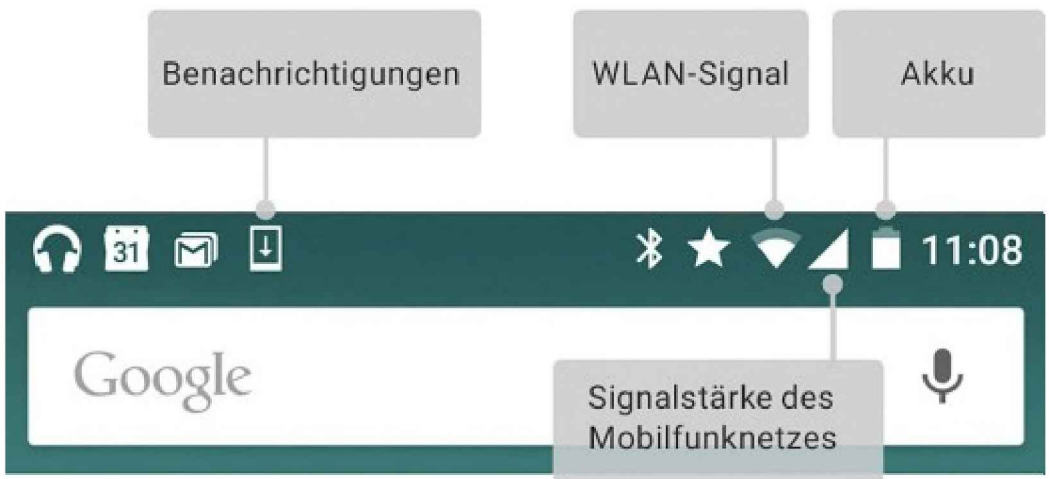 Benachrichtigungen
WLAN-Signal
Akku
31
11:08
Google
Signalstärke des
Mobilfunknetzes